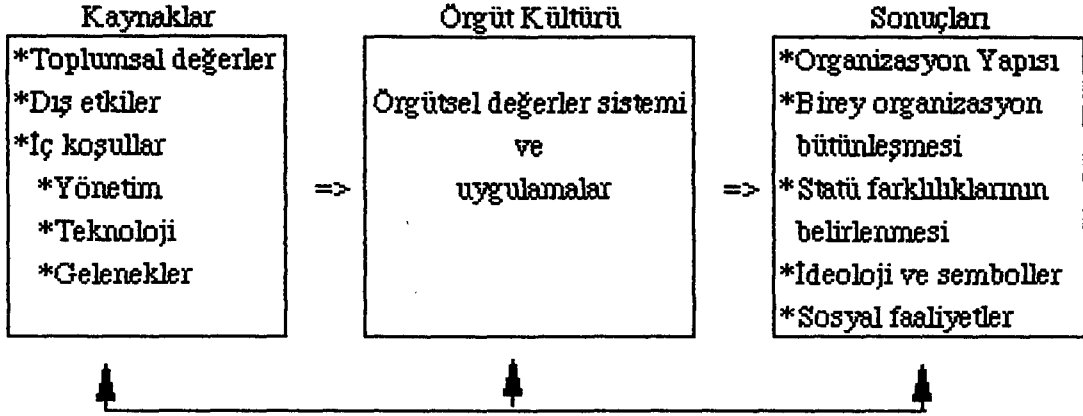 Kaynaklar
*Toplumsal değerler
*Dış etkiler
*İç koşullar
*Yönetim
*Teknoloji
*Gelenekler
=>
Örgüt Kültürü
Örgütsel değerler sistemi
ve
uygulamalar
=>
Sonuçları
*Organizasyon Yapısı
*Birey organizasyon
bütünleşmesi
*Statü farklılıklarının
belirlenmesi
*İdeoloji ve semboller
*Sosyal faaliyetler